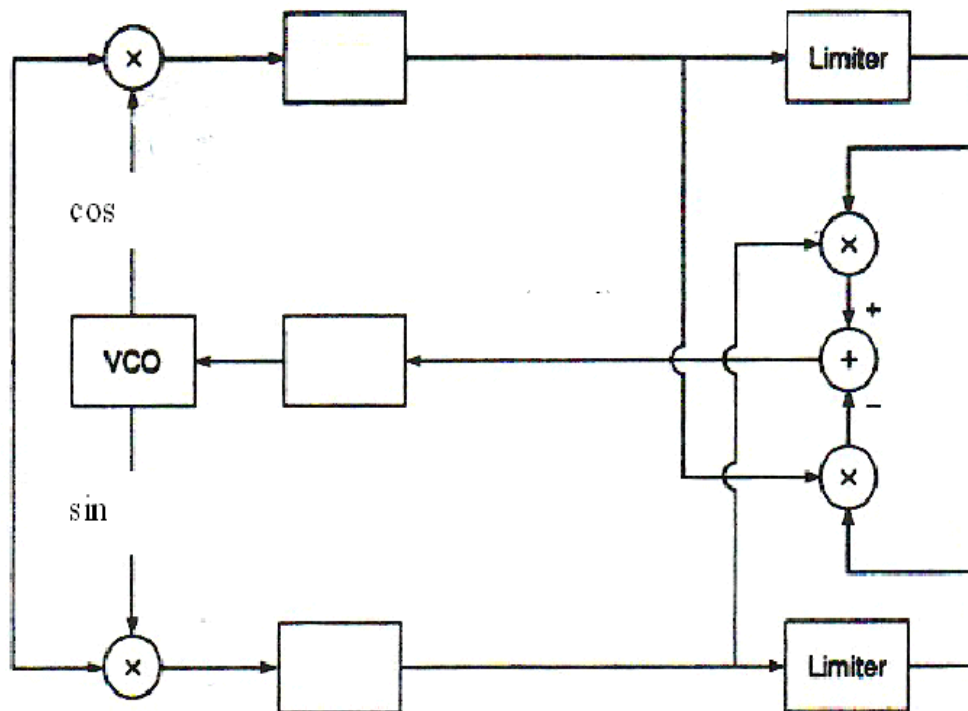 ×
Limiter
cos
×
+
VCO
+
−
sin
×
×
Limiter